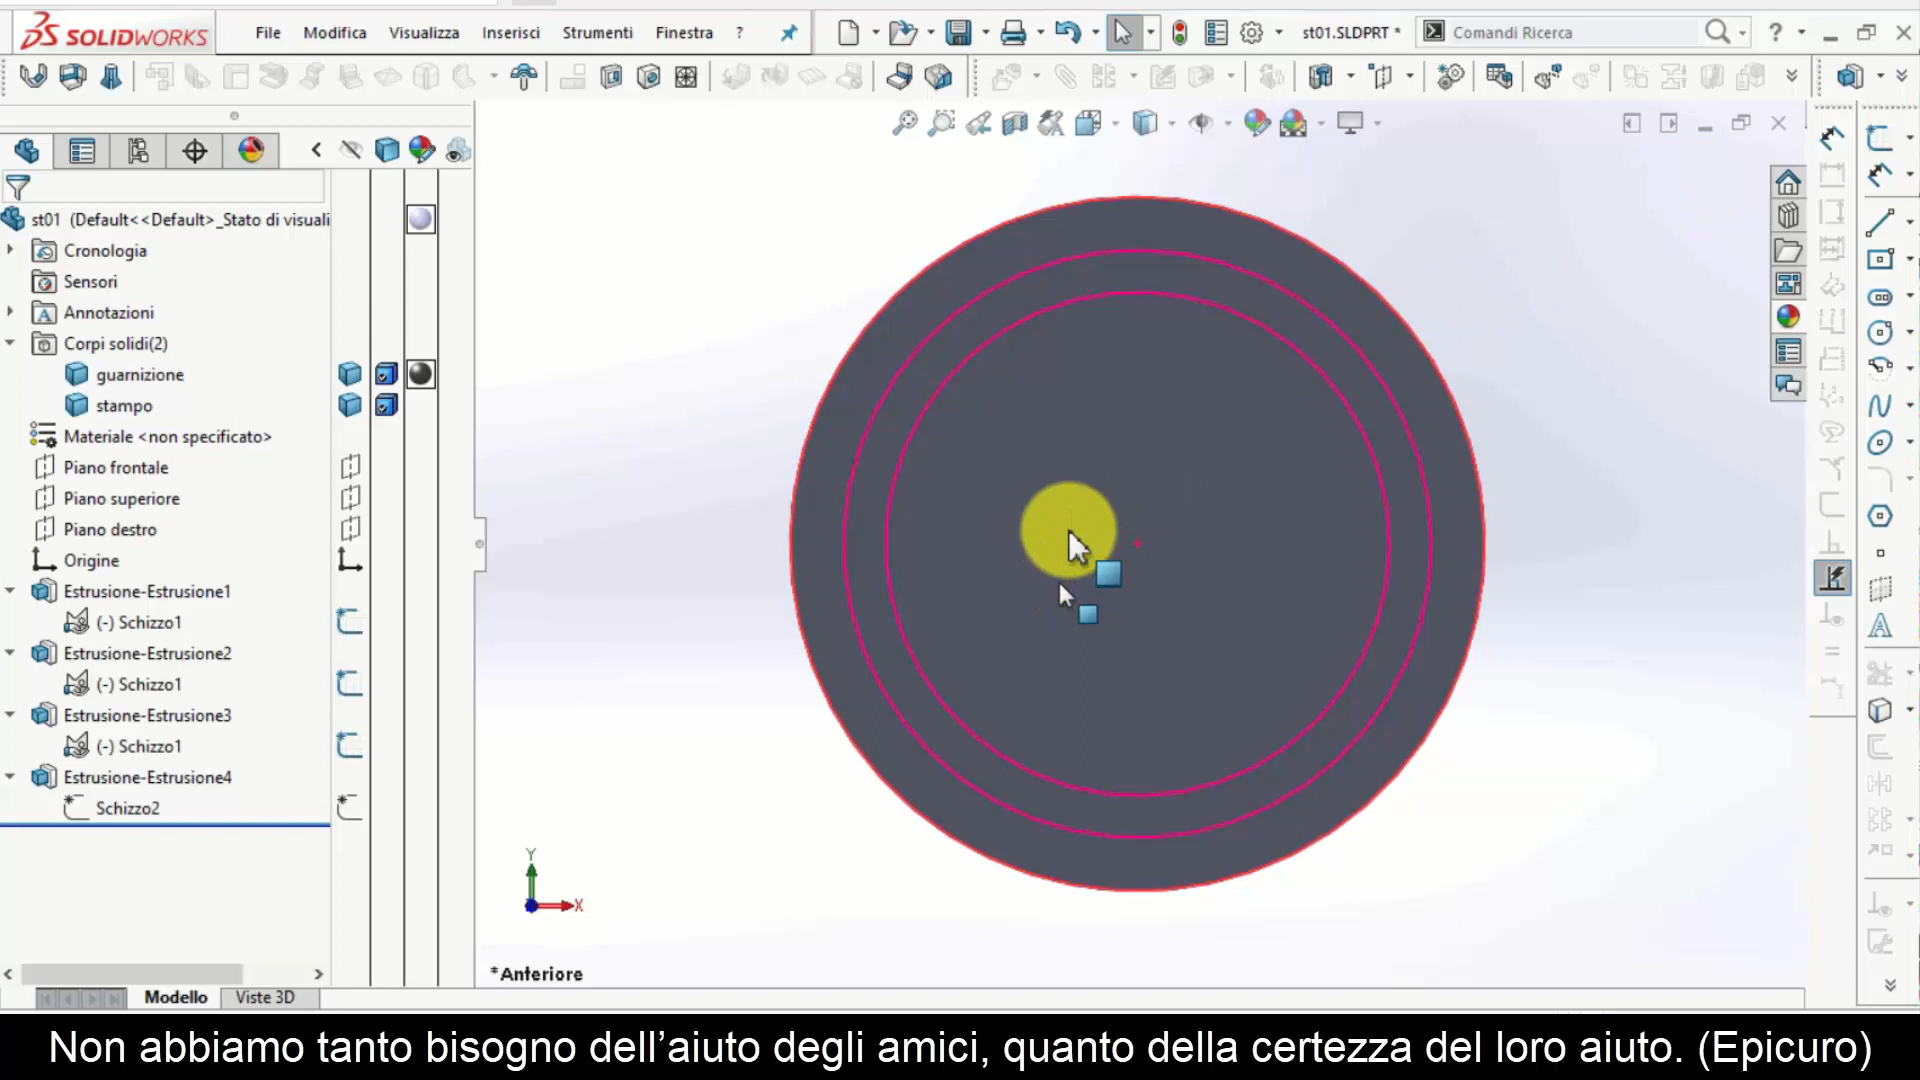 SOLIDWORKS
File Modifica Visualizza Inserisci Strumenti Finestra ?
st01.SLDPRT *
Comandi Ricerca
st01 (Default<<Default>_Stato di visuali
Cronologia
Sensori
Annotazioni
Corpi solidi(2)
guarnizione
stampo
Materiale <non specificato>
Piano frontale
Piano superiore
Piano destro
Origine
Estrusione-Estrusione1
(-) Schizzo1
Estrusione-Estrusione2
(-) Schizzo1
Estrusione-Estrusione3
(-) Schizzo1
Estrusione-Estrusione4
Schizzo2
Y
X
*Anteriore
Modello Viste 3D
Non abbiamo tanto bisogno dell’aiuto degli amici, quanto della certezza del loro aiuto. (Epicuro)